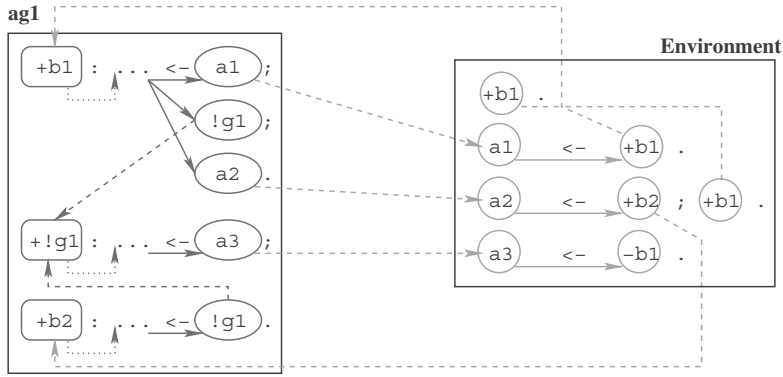 ag1
+b1 : ... <- a1 ;
!g1 ;
a2 .
+!g1 : ... <- a3 ;
+b2 : ... <- !g1 .
Environment
+b1 .
a1 <- +b1 .
a2 <- +b2 ; +b1 .
a3 <- -b1 .